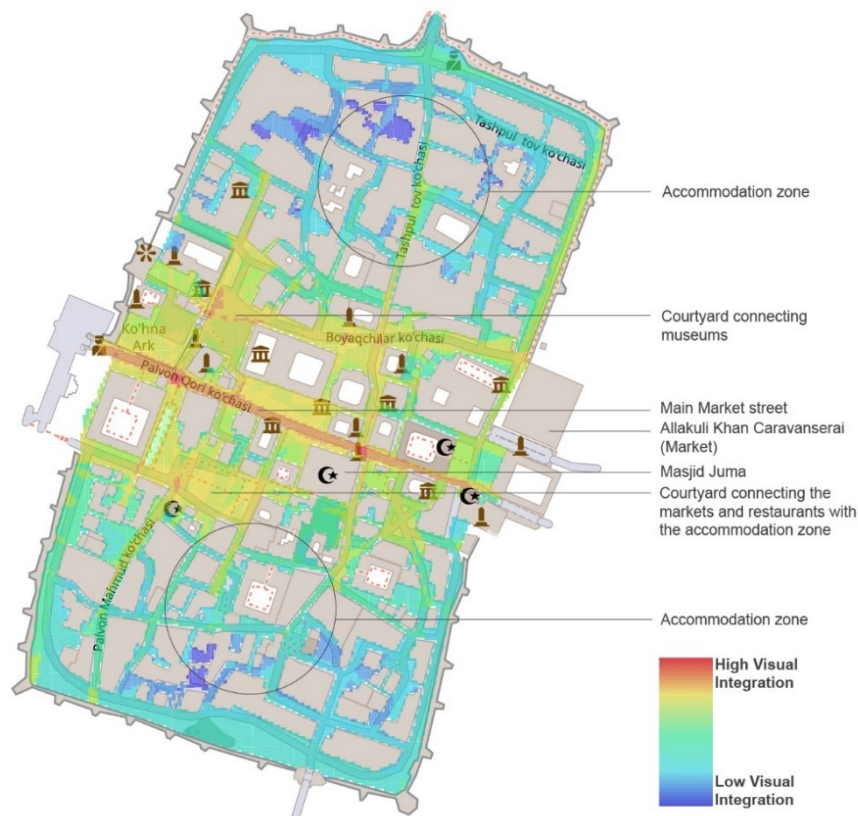 Tashpul tov ko'chasi
Accommodation zone
Tashpul tov ko'chasi
Courtyard connecting
museums
Ko'hna
Ark
Boyaqchilar ko'chasi
Palvon Qori ko'chasi
Main Market street
Allakuli Khan Caravanserai
(Market)
Masjid Juma
Courtyard connecting the
markets and restaurants with
the accommodation zone
Palvon Mahmud ko'chasi
Accommodation zone
High Visual
Integration
Low Visual
Integration